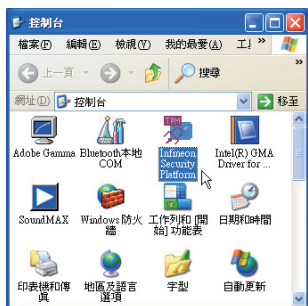 控制台
檔案(F) 編輯(E) 檢視(V) 我的最愛(A) 工J »
上一頁 搜尋 »
網址(D) 控制台 移至
TPM
Adobe Gamma Bluetooth本地 Infineon Intel(R) GMA
COM Security Driver for ...
Platform
SoundMAX Windows 防火 工作列和 [開 日期和時間
牆 始] 功能表
印表機和傳 地區及語言 字型 自動更新
真 選項